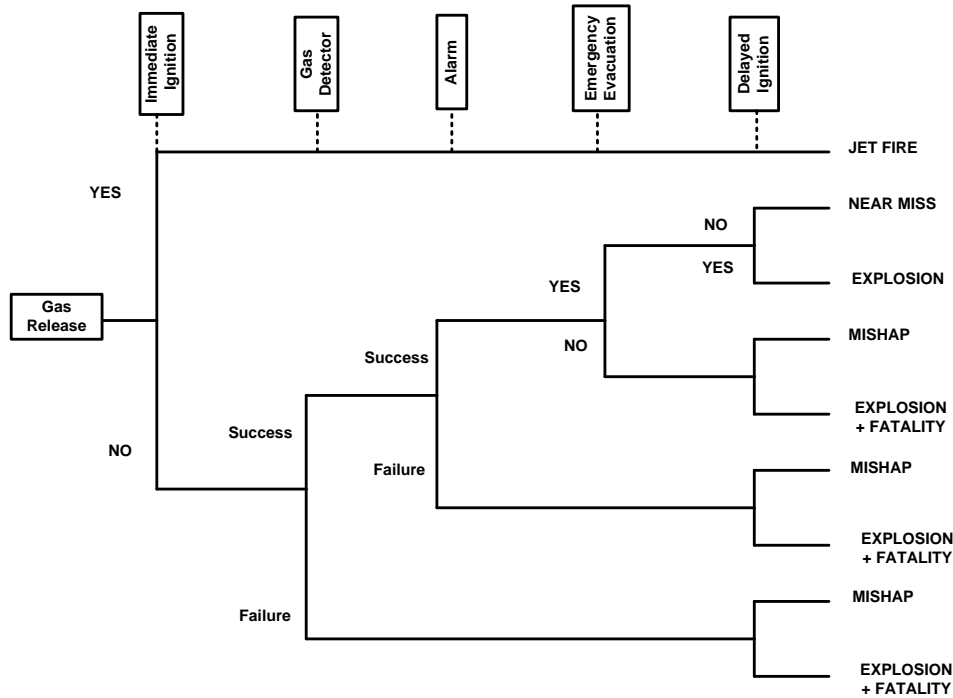 Immediate
Ignition
Gas
Detector
Alarm
Emergency
Evacuation
Delayed
Ignition
JET FIRE
YES
NEAR MISS
NO
YES
EXPLOSION
YES
Gas
Release
NO
MISHAP
Success
EXPLOSION
+ FATALITY
Success
NO
Failure
MISHAP
EXPLOSION
+ FATALITY
MISHAP
Failure
EXPLOSION
+ FATALITY